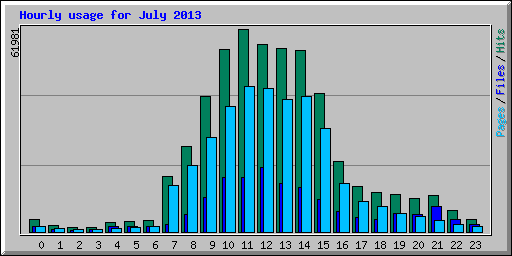 Hourly usage for July 2013
61981
Pages / Files / Hits
0 1 2 3 4 5 6 7 8 9 10 11 12 13 14 15 16 17 18 19 20 21 22 23